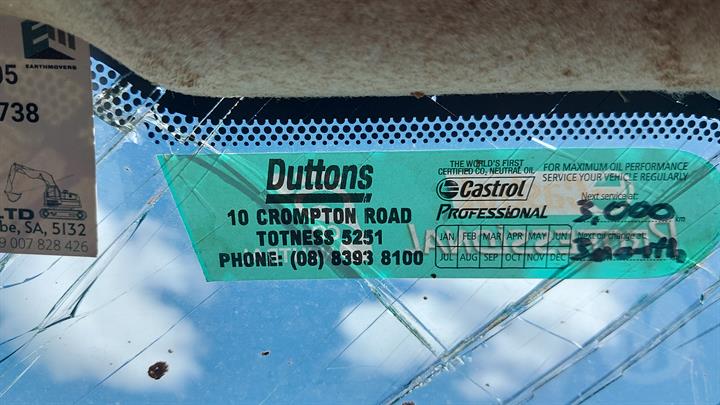 EM
EARTHMOVERS
05
738
LTD
be, SA, 5132
9 007 828 426
Duttons
10 CROMPTON ROAD
TOTNESS 5251
PHONE: (08) 8393 8100
THE WORLD'S FIRST
CERTIFIED CO₂ NEUTRAL OIL
Castrol
PROFESSIONAL
FOR MAXIMUM OIL PERFORMANCE
SERVICE YOUR VEHICLE REGULARLY
Next service at:
5,000 km
JAN FEB MAR APR MAY JUN
JUL AUG SEP OCT NOV DEC
Next oil change at: